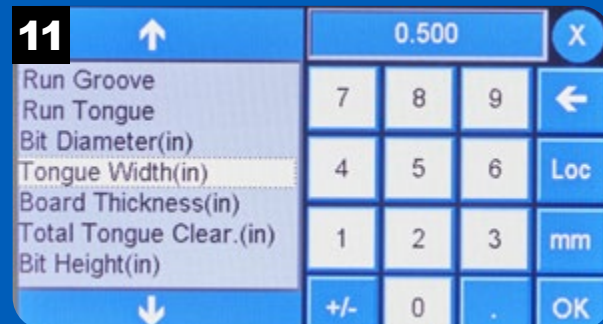 11
0.500
X
Run Groove
Run Tongue
Bit Diameter(in)
Tongue Width(in)
Board Thickness(in)
Total Tongue Clear.(in)
Bit Height(in)
7 8 9
4 5 6 Loc
1 2 3 mm
+/- 0 . OK